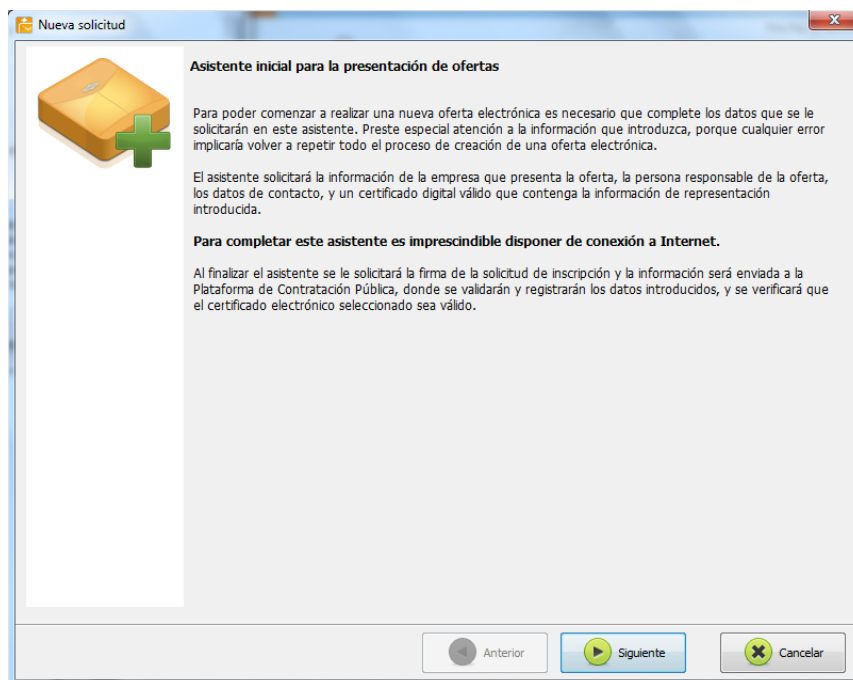 Nueva solicitud
Asistente inicial para la presentación de ofertas
Para poder comenzar a realizar una nueva oferta electrónica es necesario que complete los datos que se le
solicitarán en este asistente. Preste especial atención a la información que introduzca, porque cualquier error
implicaría volver a repetir todo el proceso de creación de una oferta electrónica.
El asistente solicitará la información de la empresa que presenta la oferta, la persona responsable de la oferta,
los datos de contacto, y un certificado digital válido que contenga la información de representación
introducida.
Para completar este asistente es imprescindible disponer de conexión a Internet.
Al finalizar el asistente se le solicitará la firma de la solicitud de inscripción y la información será enviada a la
Plataforma de Contratación Pública, donde se validarán y registrarán los datos introducidos, y se verificará que
el certificado electrónico seleccionado sea válido.
Anterior
Siguiente
Cancelar